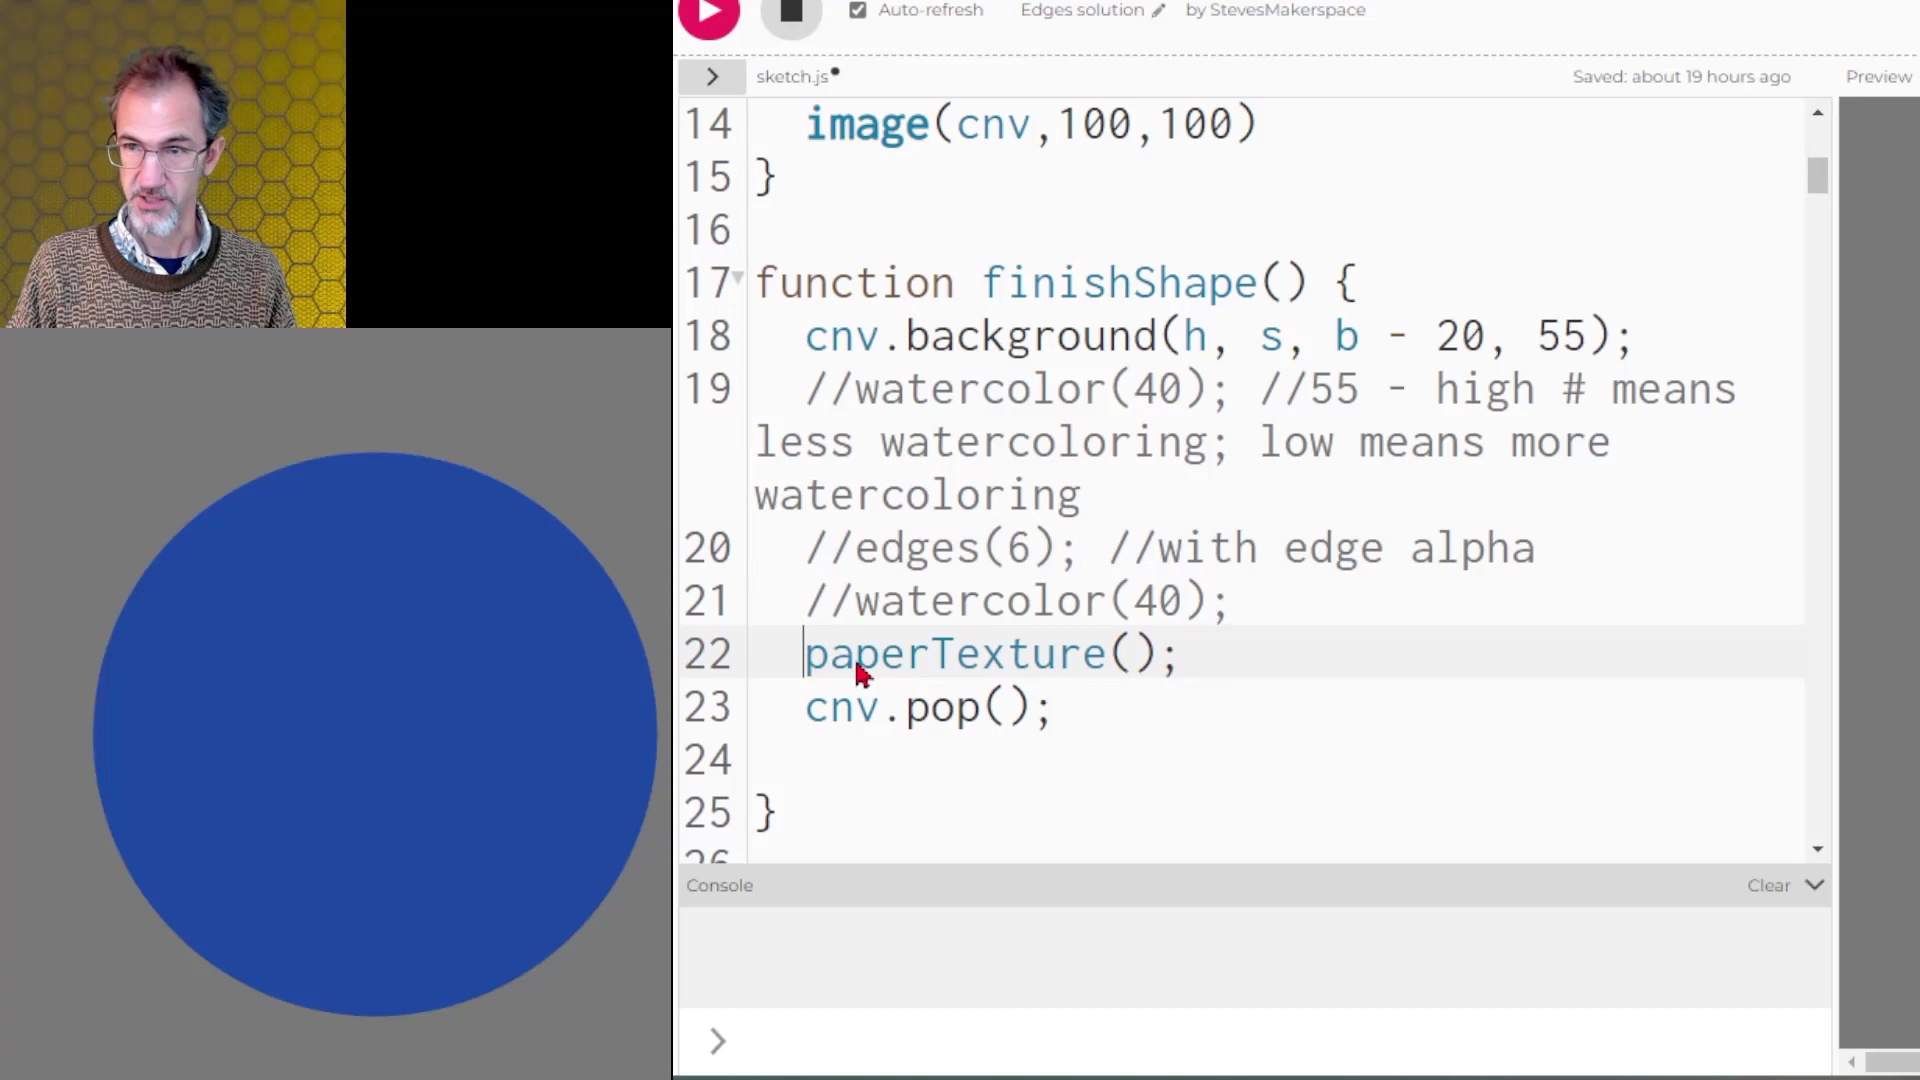 Auto-refresh Edges solution by StevesMakerspace
sketch.js Saved: about 19 hours ago Preview
14 image(cnv,100,100)
15 }
16
17 function finishShape() {
18 cnv.background(h, s, b - 20, 55);
19 //watercolor(40); //55 - high # means
less watercoloring; low means more
watercoloring
20 //edges(6); //with edge alpha
21 //watercolor(40);
22 paperTexture();
23 cnv.pop();
24
25 }
26
Console Clear